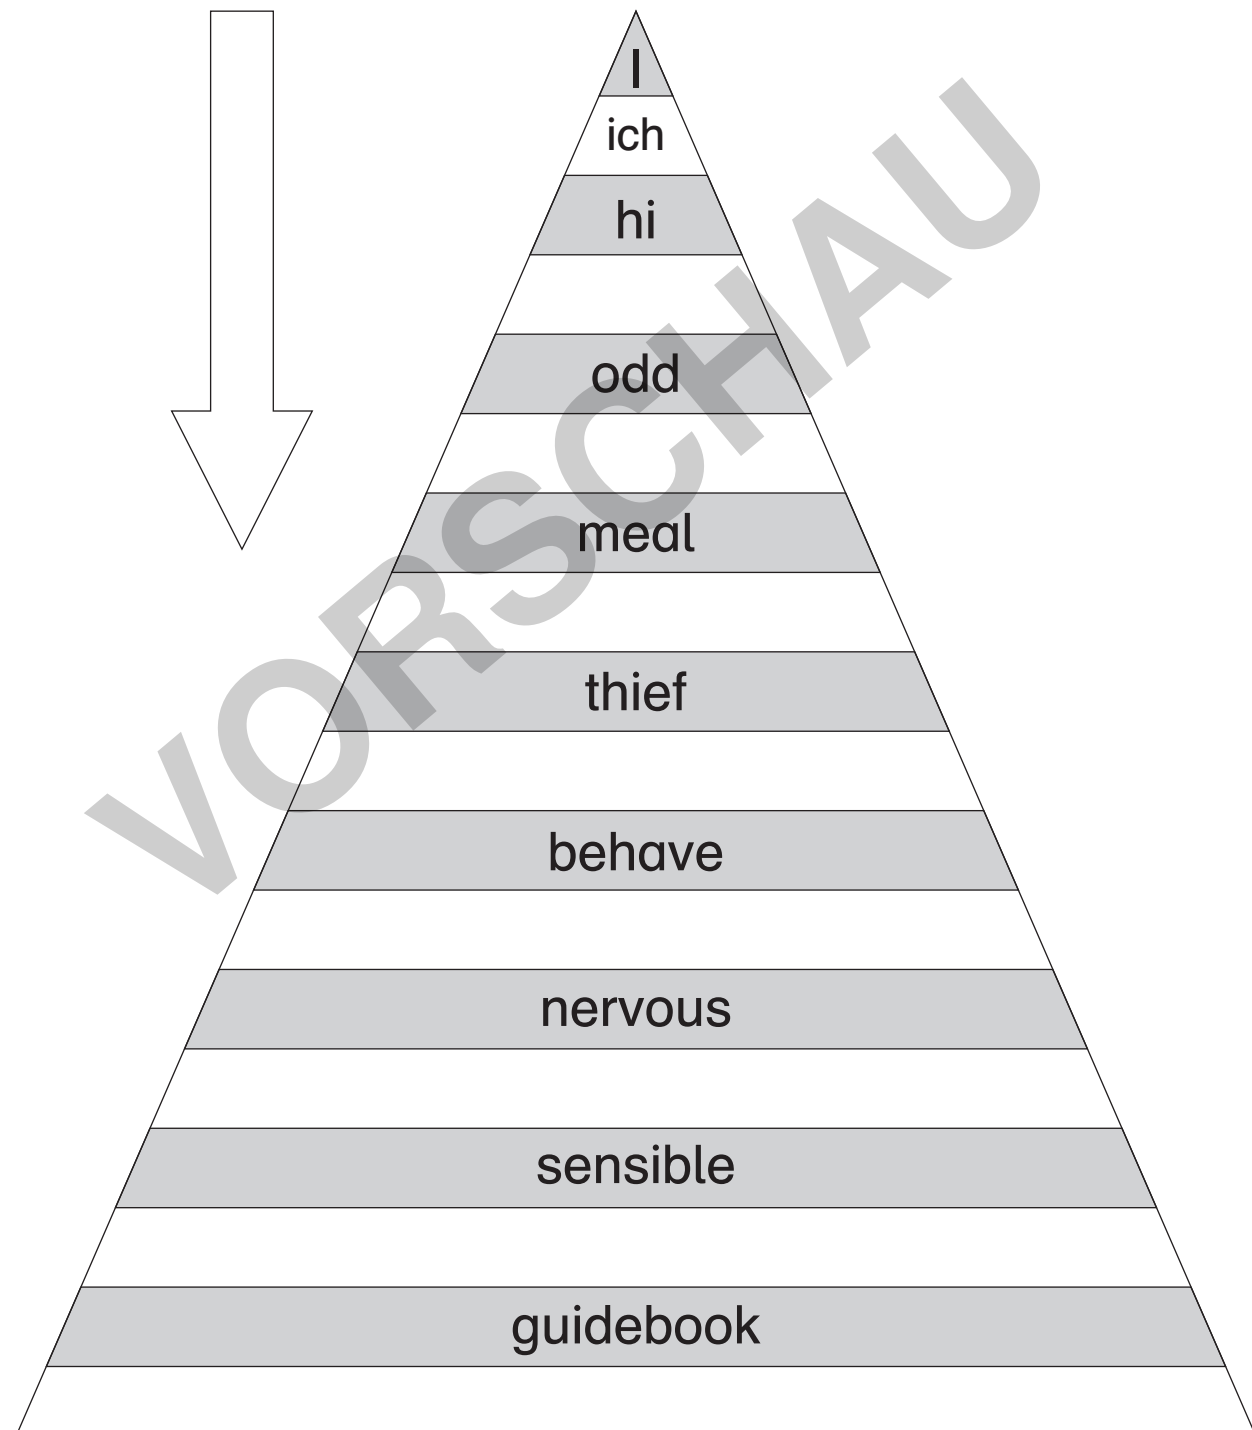 I
ich
hi
odd
meal
thief
behave
nervous
sensible
guidebook
VORSCHAU